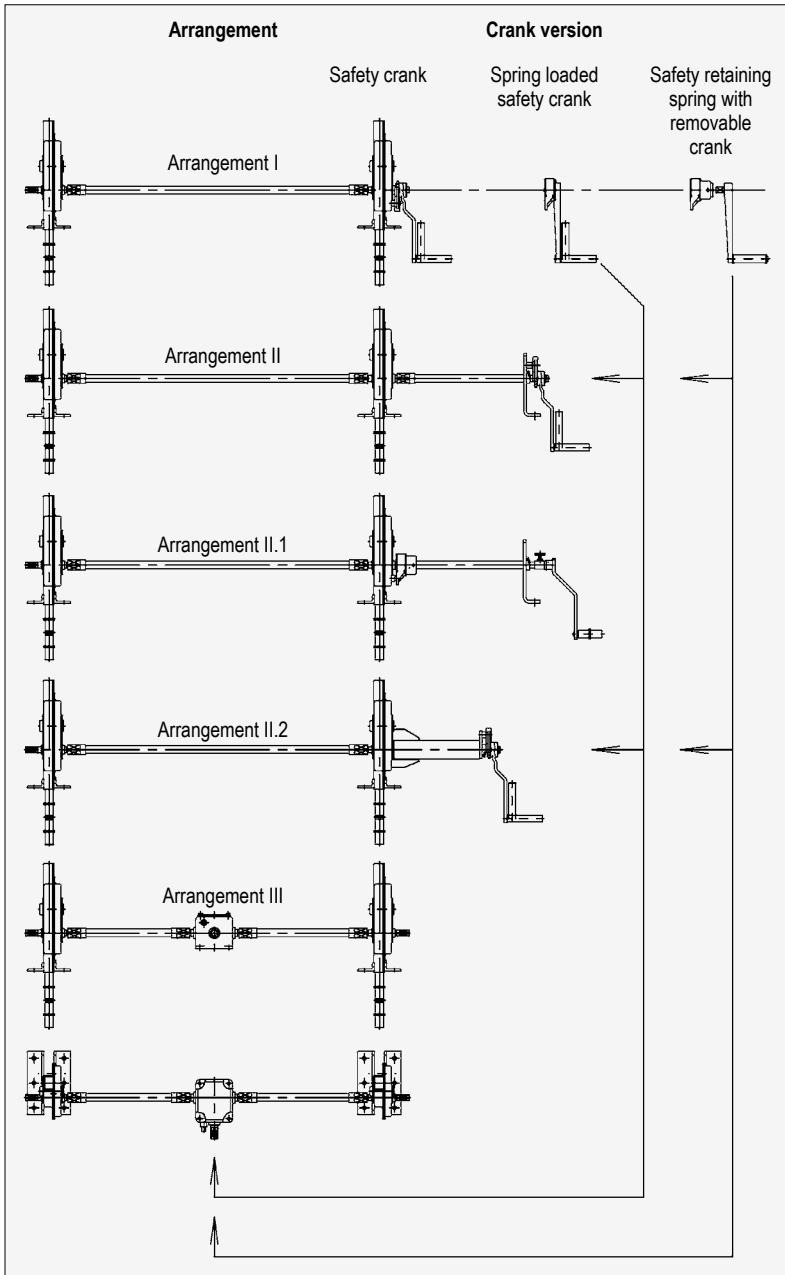 Arrangement
Crank version
Safety crank
Spring loaded
safety crank
Safety retaining
spring with
removable
crank
Arrangement I
Arrangement II
Arrangement II.1
Arrangement II.2
Arrangement III